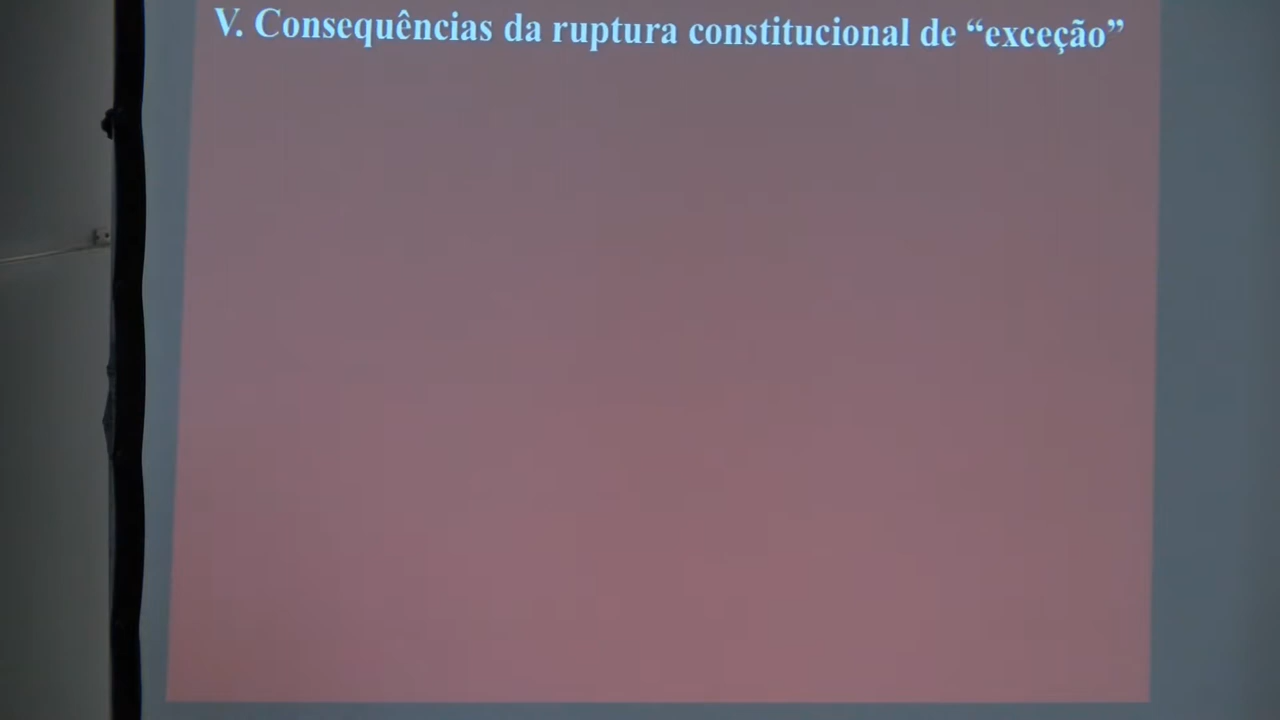 V. Consequências da ruptura constitucional de “exceção”